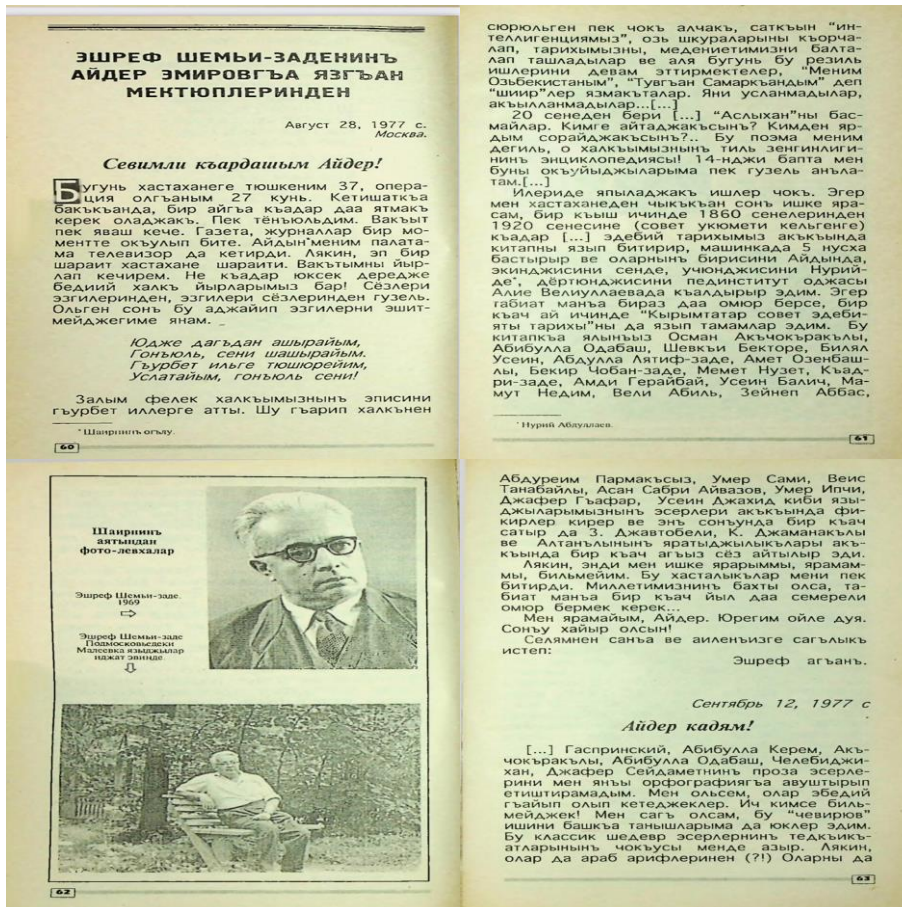 ЭШРЕФ ШЕМЬИ-ЗАДЕНИНЪ
АЙДЕР ЭМИРОВГЪА ЯЗГЪАН
МЕКТЮПЛЕРИНДЕН
Август 28, 1977 с.
Москва.
Севимли къардашым Айдер!
Бугунь хастаханеге тюшкеним 37, опера-
ция олгъаным 27 кунь. Кетишаткъа
бакъкъанда, бир айгъа къадар даа ятмакъ
керек оладжакъ. Пек тёнъюльдим. Вакъыт
пек яваш кече. Газета, журналлар бир мо-
ментте окъулып бите. Айдын*меним палата-
ма телевизор да кетирди. Лякин, эп бир
шараит хастахане шараити. Вакътымны йыр-
лап кечирем. Не къадар юксек дередже
бедиий халкъ йырларымыз бар! Сёзлери
эзгилеринден, эзгилери сёзлеринден гузель.
Ольген сонъ бу аджайип эзгилерни эшит-
мейджегиме янам.
Юдже дагъдан ашырайым,
Гонъюль, сени шашырайым.
Гъурбет ильге тюшюрейим,
Услатайым, гонъюль сени!
Залым фелек халкъымызнынъ эписини
гъурбет иллерге атты. Шу гъарип халкънен
* Шаирнинъ огълу.
60
сюрюльген пек чокъ алчакъ, саткъын “ин-
теллигенциямыз”, озь шкураларыны къорча-
лап, тарихымызны, медениетимизни балта-
лап ташладылар ве аля бугунь бу резиль
ишлерини девам эттирмектелер, “Меним
Озьбекистаным”, “Тувгъан Самаркъандым” деп
“шиир”лер язмакъталар. Яни усланмадылар,
акъылланмадылар...[...]
20 сенеден бери [...] “Аслыхан”ны бас-
майлар. Кимге айтаджакъсынъ? Кимден яр-
дым сорайджакъсынъ?.. Бу поэма меним
дегиль, о халкъымызнынъ тиль зенгинлиги-
нинъ энциклопедиясы! 14-нджи бапта мен
буны окъуйыджыларыма пек гузель анъла-
там.[...]
Илериде япыладжакъ ишлер чокъ. Эгер
мен хастаханеден чыкъкъан сонъ ишке яра-
сам, бир къыш ичинде 1860 сенелеринден
1920 сенесине (совет укюмети кельгенге)
къадар [...] эдебий тарихымыз акъкъында
китапны язып битирир, машинкада 5 нусха
бастырыр ве оларнынъ бирисини Айдында,
экинджисини сенде, учюнджисини Нурий-
де*, дёртюнджисини пединститут оджасы
Алие Велиуллаевада къалдырыр эдим. Эгер
табиат манъа бираз даа омюр берсе, бир
къач ай ичинде “Кырымтатар совет эдеби-
яты тарихы”ны да язып тамамлар эдим. Бу
китапкъа ялынъыз Осман Акъчокъракълы,
Абибулла Одабаш, Шевкъи Бекторе, Билял
Усеин, Абдулла Лятиф-заде, Амет Озенбаш-
лы, Бекир Чобан-заде, Мемет Нузет, Къад-
ри-заде, Амди Герайбай, Усеин Балич, Ма-
мут Недим, Вели Абиль, Зейнеп Аббас,
* Нурий Абдуллаев.
61
Шаирнинъ
аятындан
фото-левхалар
Эшреф Шемьи-заде.
1969
Эшреф Шемьи-заде
Подмосковьедеки
Малеевка языджылар
иджат эвинде.
62
Абдуреим Пармакъсыз, Умер Сами, Веис
Танабайлы, Асан Сабри Айвазов, Умер Ипчи,
Джафер Гъафар, Усеин Джахид киби язы-
джыларымызнынъ эсерлери акъкъында фи-
кирлер кирер ве энъ сонъунда бир къач
сатыр да З. Джавтобели, К. Джаманакълы
ве Алтанълынынъ яратыджылыкълары акъ-
къында бир къач агъыз сёз айтылыр эди.
Лякин, энди мен ишке ярарыммы, ярамам-
мы, бильмейим. Бу хасталыкълар мени пек
битирди. Миллетимизнинъ бахты олса, та-
биат манъа бир къач йыл даа семерели
омюр бермек керек...
Мен ярамайым, Айдер. Юрегим ойле дуя.
Сонъу хайыр олсын!
Селямнен санъа ве аиленъизге сагълыкъ
истеп:
Эшреф агъанъ.
Сентябрь 12, 1977 с
Айдер кадям!
[...] Гаспринский, Абибулла Керем, Акъ-
чокъракълы, Абибулла Одабаш, Челебиджи-
хан, Джафер Сейдаметнинъ проза эсерле-
рини мен янъы орфографиягъа авуштырып
етиштирамадым. Мен ольсем, олар эбедий
гъайып олып кетеджеклер. Ич кимсе биль-
мейджек! Мен сагъ олсам, бу “чевирюв”
ишини башкъа танышларыма да юклер эдим.
Бу классик шедевр эсерлернинъ тедкъикъ-
атларынынъ чокъусы менде азыр. Лякин,
олар да араб арифлеринен (?!) Оларны да
63